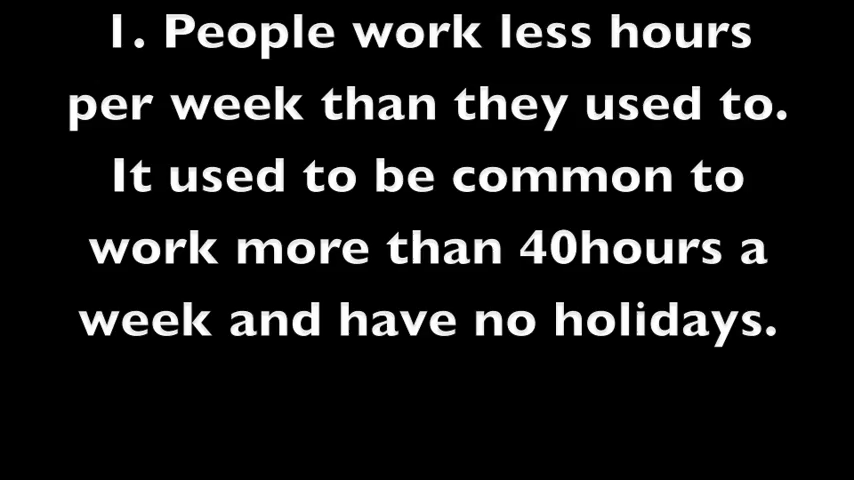 1. People work less hours
per week than they used to.
It used to be common to
work more than 40hours a
week and have no holidays.